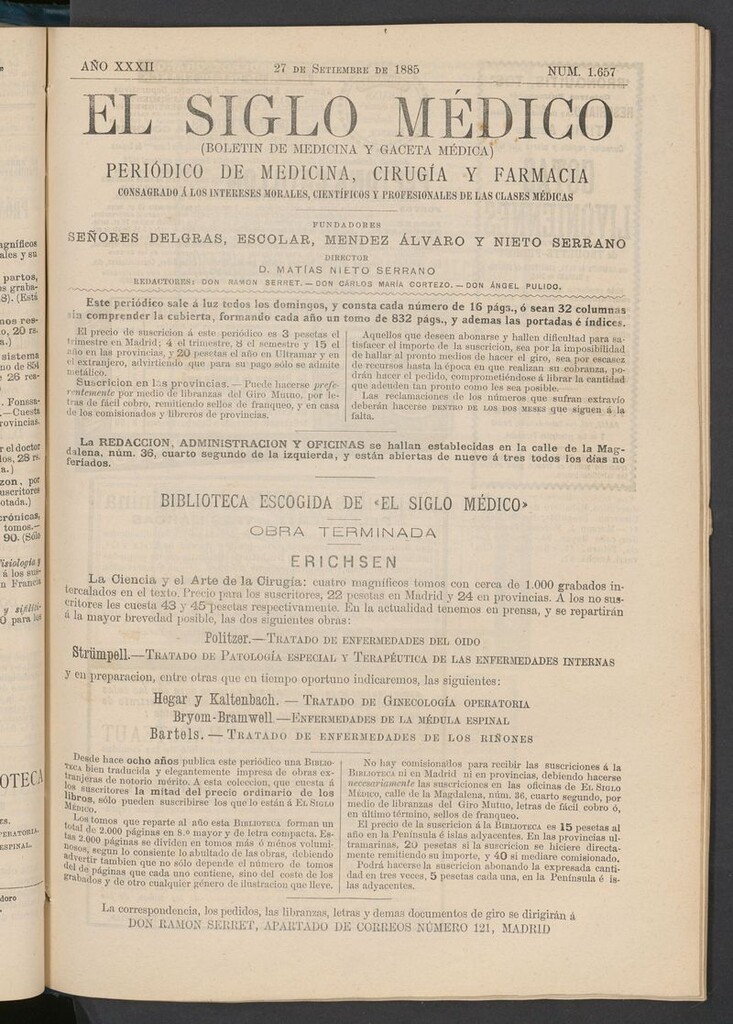 AÑO XXXII 27 DE SETIEMBRE DE 1885 NUM. 1.657
EL SIGLO MÉDICO
(BOLETIN DE MEDICINA Y GACETA MÉDICA)
PERIÓDICO DE MEDICINA, CIRUGÍA Y FARMACIA
CONSAGRADO Á LOS INTERESES MORALES, CIENTÍFICOS Y PROFESIONALES DE LAS CLASES MÉDICAS
FUNDADORES
SEÑORES DELGRAS, ESCOLAR, MENDEZ ÁLVARO Y NIETO SERRANO
DIRECTOR
D. MATÍAS NIETO SERRANO
REDACTORES: DON RAMON SERRET.—DON CARLOS MARÍA CORTEZO.—DON ÁNGEL PULIDO.
Este periódico sale á luz todos los domingos, y consta cada número de 16 págs., ó sean 32 columnas
sin comprender la cubierta, formando cada año un tomo de 832 págs., y ademas las portadas é índices.
El precio de suscricion á este periódico es 3 pesetas el
trimestre en Madrid; 4 el trimestre, 8 el semestre y 15 el
año en las provincias, y 20 pesetas el año en Ultramar y en
el extranjero, advirtiendo que para su pago sólo se admite
metálico.
Suscricion en las provincias.—Puede hacerse prefe-
rentemente por medio de libranzas del Giro Mutuo, por le-
tras de fácil cobro, remitiendo sellos de franqueo, y en casa
de los comisionados y libreros de provincias.
Aquellos que deseen abonarse y hallen dificultad para sa-
tisfacer el importe de la suscricion, sea por la imposibilidad
de hallar al pronto medios de hacer el giro, sea por escasez
de recursos hasta la época en que realizan su cobranza, po-
drán hacer el pedido, comprometiéndose á librar la cantidad
que adeuden tan pronto como les sea posible.
Las reclamaciones de los números que sufran extravío
deberán hacerse DENTRO DE LOS DOS MESES que siguen á la
falta.
La REDACCION, ADMINISTRACION Y OFICINAS se hallan establecidas en la calle de la Mag-
dalena, núm. 36, cuarto segundo de la izquierda, y están abiertas de nueve á tres todos los días no
feriados.
BIBLIOTECA ESCOGIDA DE «EL SIGLO MÉDICO»
OBRA TERMINADA
ERICHSEN
La Ciencia y el Arte de la Cirugía: cuatro magníficos tomos con cerca de 1.000 grabados in-
tercalados en el texto. Precio para los suscritores, 22 pesetas en Madrid y 24 en provincias. A los no sus-
critores les cuesta 43 y 45 pesetas respectivamente. En la actualidad tenemos en prensa, y se repartirán
á la mayor brevedad posible, las dos siguientes obras:
Politzer.—TRATADO DE ENFERMEDADES DEL OIDO
Strümpell.—TRATADO DE PATOLOGÍA ESPECIAL Y TERAPÉUTICA DE LAS ENFERMEDADES INTERNAS
y en preparacion, entre otras que en tiempo oportuno indicaremos, las siguientes:
Hegar y Kaltenbach.—TRATADO DE GINECOLOGÍA OPERATORIA
Bryom-Bramwell.—ENFERMEDADES DE LA MÉDULA ESPINAL
Bartels.—TRATADO DE ENFERMEDADES DE LOS RIÑONES
Desde hace ocho años publica este periódico una BIBLIO-
TECA bien traducida y elegantemente impresa de obras ex-
tranjeras de notorio mérito. A esta coleccion, que cuesta á
los suscritores la mitad del precio ordinario de los
libros, sólo pueden suscribirse los que lo están á EL SIGLO
MÉDICO.
Los tomos que reparte al año esta BIBLIOTECA forman un
total de 2.000 páginas en 8.º mayor y de letra compacta. Es-
tas 2.000 páginas se dividen en tomos más ó ménos volumi-
nosos, segun lo consiente lo abultado de las obras, debiendo
advertir tambien que no sólo depende el número de tomos
del de páginas que cada uno contiene, sino del coste de los
grabados y de otro cualquier género de ilustracion que lleve.
No hay comisionados para recibir las suscriciones á la
BIBLIOTECA ni en Madrid ni en provincias, debiendo hacerse
necesariamente las suscriciones en las oficinas de EL SIGLO
MÉDICO, calle de la Magdalena, núm. 36, cuarto segundo, por
medio de libranzas del Giro Mutuo, letras de fácil cobro ó,
en último término, sellos de franqueo.
El precio de la suscricion á la BIBLIOTECA es 15 pesetas al
año en la Península é islas adyacentes. En las provincias ul-
tramarinas, 20 pesetas si la suscricion se hiciere directa-
mente remitiendo su importe, y 40 si mediare comisionado.
Podrá hacerse la suscricion abonando la expresada canti-
dad en tres veces, 5 pesetas cada una, en la Península é is-
las adyacentes.
La correspondencia, los pedidos, las libranzas, letras y demas documentos de giro se dirigirán á
DON RAMON SERRET, APARTADO DE CORREOS NÚMERO 121, MADRID